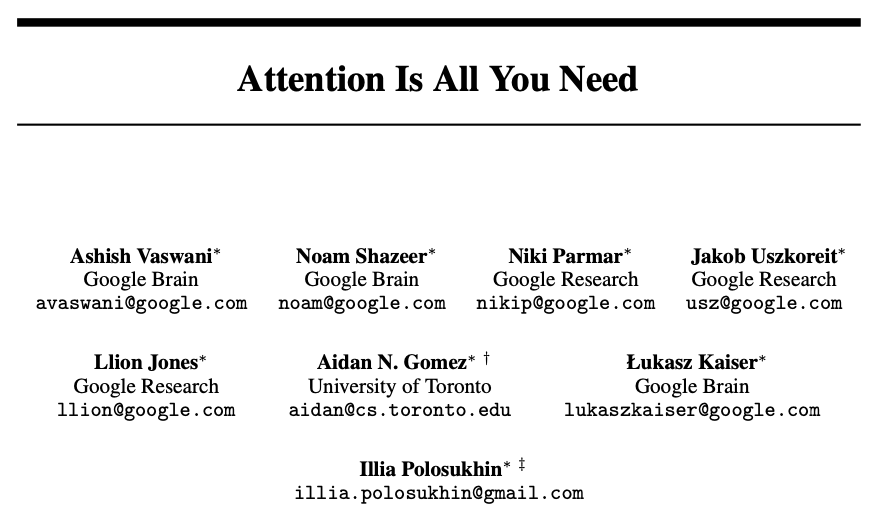 Attention Is All You Need
Ashish Vaswani* Noam Shazeer* Niki Parmar* Jakob Uszkoreit*
Google Brain Google Brain Google Research Google Research
avaswani@google.com noam@google.com nikip@google.com usz@google.com
Llion Jones* Aidan N. Gomez* † Łukasz Kaiser*
Google Research University of Toronto Google Brain
llion@google.com aidan@cs.toronto.edu lukaszkaiser@google.com
Illia Polosukhin* ‡
illia.polosukhin@gmail.com